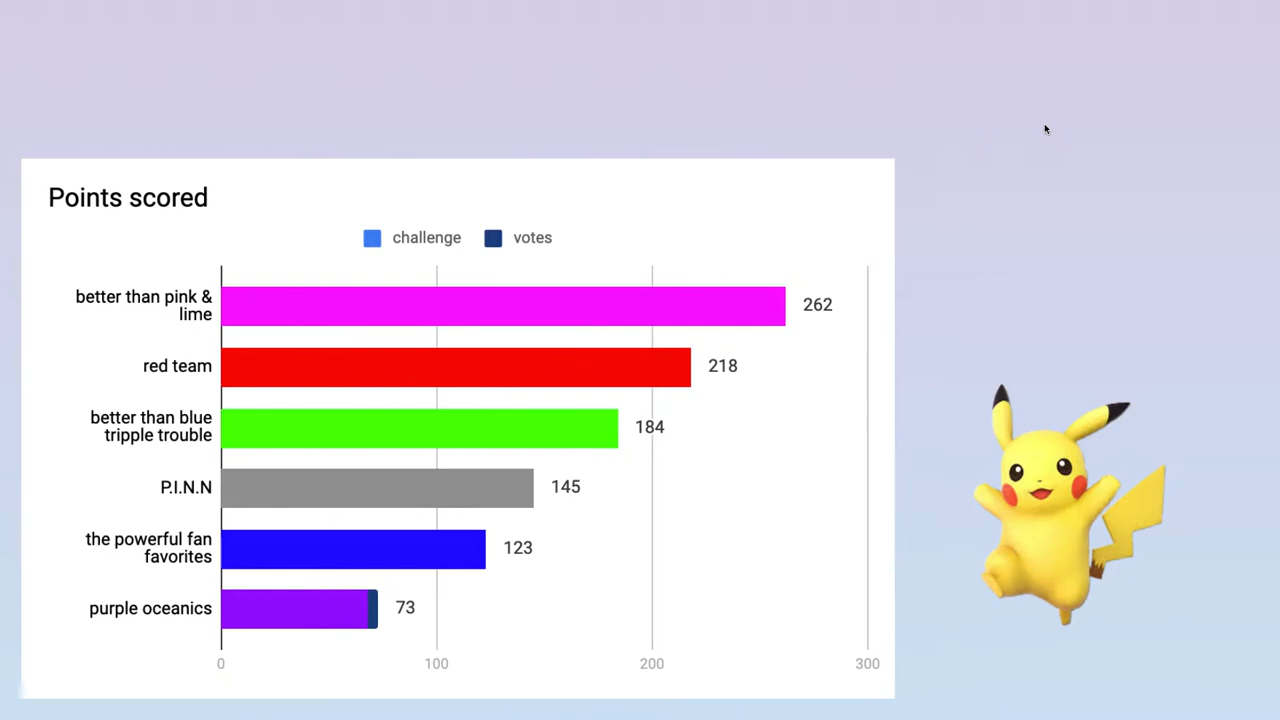 Points scored
challenge
votes
better than pink &
lime
262
red team
218
better than blue
tripple trouble
184
P.I.N.N
145
the powerful fan
favorites
123
purple oceanics
73
0
100
200
300